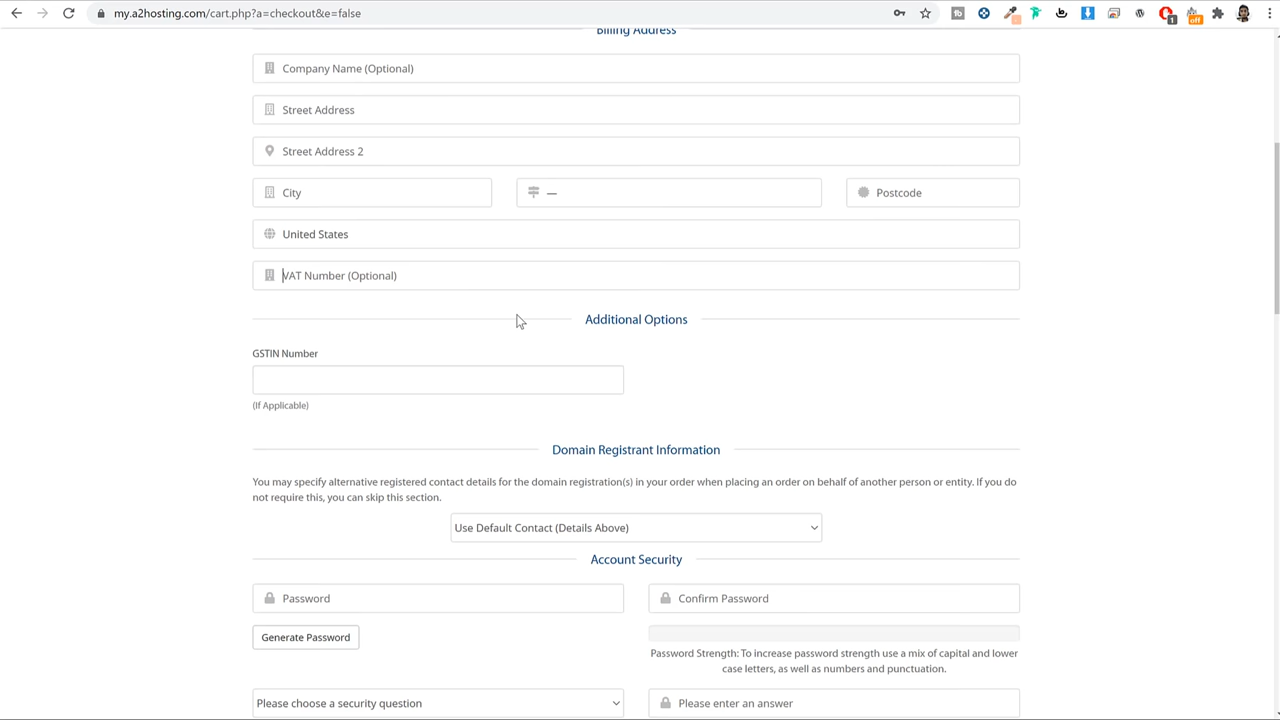 my.a2hosting.com/cart.php?a=checkout&e=false
1
off
Billing Address
Company Name (Optional)
Street Address
Street Address 2
City
—
Postcode
United States
VAT Number (Optional)
Additional Options
GSTIN Number
(If Applicable)
Domain Registrant Information
You may specify alternative registered contact details for the domain registration(s) in your order when placing an order on behalf of another person or entity. If you do
not require this, you can skip this section.
Use Default Contact (Details Above)
Account Security
Password
Confirm Password
Generate Password
Password Strength: To increase password strength use a mix of capital and lower
case letters, as well as numbers and punctuation.
Please choose a security question
Please enter an answer